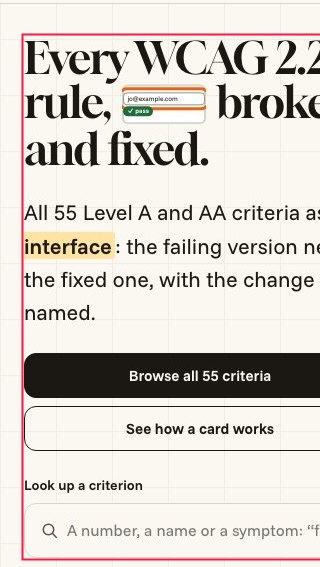 Every WCAG 2.2
rule, jo@example.com ✓ pass broke
and fixed.
All 55 Level A and AA criteria as
interface: the failing version ne
the fixed one, with the change
named.
Browse all 55 criteria
See how a card works
Look up a criterion
A number, a name or a symptom: “f